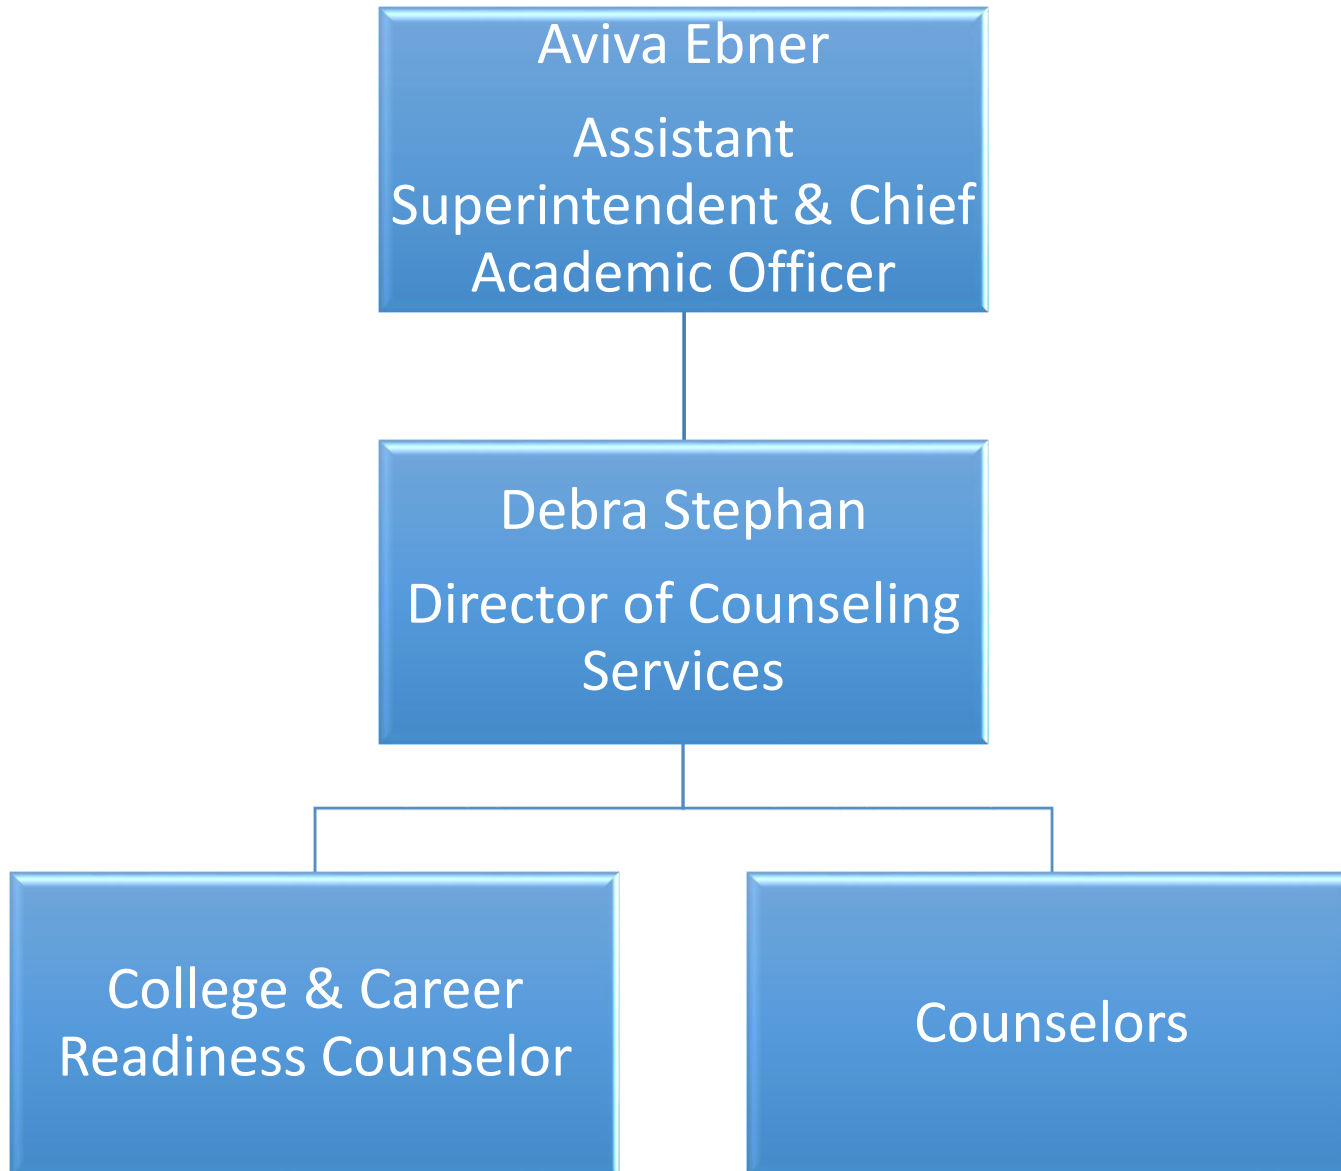 Aviva Ebner
Assistant
Superintendent & Chief
Academic Officer
Debra Stephan
Director of Counseling
Services
College & Career
Readiness Counselor
Counselors